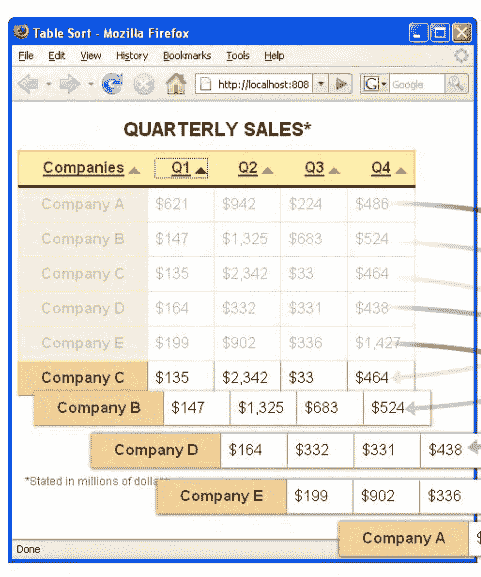 Table Sort - Mozilla Firefox
File Edit View History Bookmarks Tools Help
http://localhost:808 G Google
QUARTERLY SALES*
Companies Q1 Q2 Q3 Q4
Company A $621 $942 $224 $486
Company B $147 $1,325 $683 $524
Company C $135 $2,342 $33 $464
Company D $164 $332 $331 $438
Company E $199 $902 $336 $1,427
Company C $135 $2,342 $33 $464
Company B $147 $1,325 $683 $524
Company D $164 $332 $331 $438
*Stated in millions of
Company E $199 $902 $336
Company A
Done